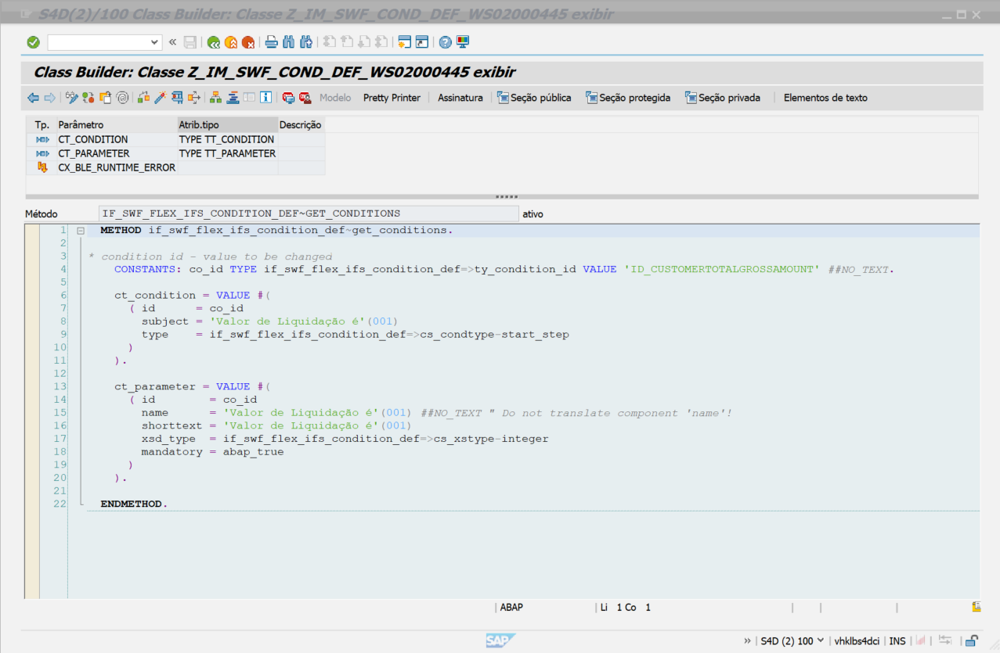 S4D(2)/100 Class Builder: Classe Z_IM_SWF_COND_DEF_WS02000445 exibir
Class Builder: Classe Z_IM_SWF_COND_DEF_WS02000445 exibir
Modelo Pretty Printer Assinatura Seção pública Seção protegida Seção privada Elementos de texto
Tp. Parâmetro Atrib.tipo Descrição
CT_CONDITION TYPE TT_CONDITION
CT_PARAMETER TYPE TT_PARAMETER
CX_BLE_RUNTIME_ERROR
Método IF_SWF_FLEX_IFS_CONDITION_DEF~GET_CONDITIONS ativo
1 METHOD if_swf_flex_ifs_condition_def~get_conditions.
2
3 * condition id - value to be changed
4 CONSTANTS: co_id TYPE if_swf_flex_ifs_condition_def=>ty_condition_id VALUE 'ID_CUSTOMERTOTALGROSSAMOUNT' ##NO_TEXT.
5
6 ct_condition = VALUE #(
7 ( id = co_id
8 subject = 'Valor de Liquidação é'(001)
9 type = if_swf_flex_ifs_condition_def=>cs_condtype-start_step
10 )
11 ).
12
13 ct_parameter = VALUE #(
14 ( id = co_id
15 name = 'Valor de Liquidação é'(001) ##NO_TEXT " Do not translate component 'name'!
16 shorttext = 'Valor de Liquidação é'(001)
17 xsd_type = if_swf_flex_ifs_condition_def=>cs_xstype-integer
18 mandatory = abap_true
19 )
20 ).
21
22 ENDMETHOD.
ABAP Li 1 Co 1
SAP » S4D (2) 100 vhklbs4dci INS